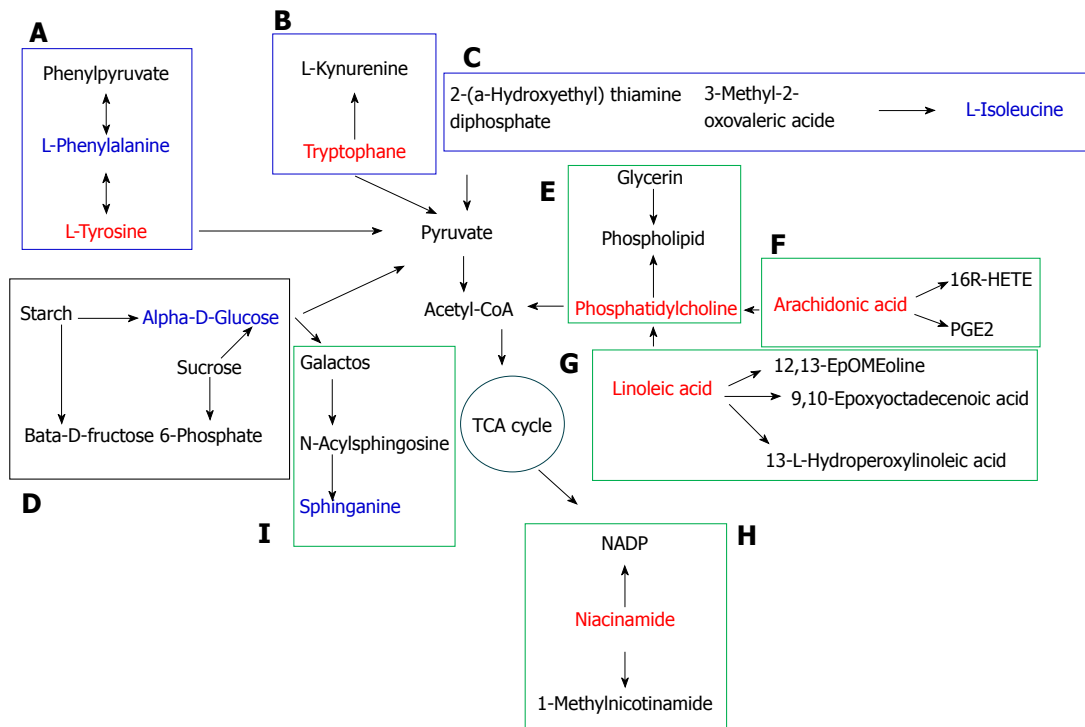 A
Phenylpyruvate
L-Phenylalanine
L-Tyrosine
B
L-Kynurenine
Tryptophane
C
2-(a-Hydroxyethyl) thiamine
diphosphate
3-Methyl-2-
oxovaleric acide
L-Isoleucine
Pyruvate
Acetyl-CoA
TCA cycle
D
Starch
Alpha-D-Glucose
Sucrose
Bata-D-fructose 6-Phosphate
E
Glycerin
Phospholipid
Phosphatidylcholine
F
Arachidonic acid
16R-HETE
PGE2
G
Linoleic acid
12,13-EpOMEoline
9,10-Epoxyoctadecenoic acid
13-L-Hydroperoxylinoleic acid
I
Galactos
N-Acylsphingosine
Sphinganine
H
NADP
Niacinamide
1-Methylnicotinamide